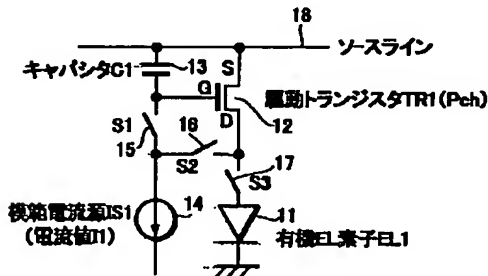 18
ソースライン
キャパシタC1
13
S
G
D
駆動トランジスタTR1(Pch)
12
S1
15
16
S2
17
S3
模範電流源IS1
(電流値I1)
14
11
有機EL素子EL1